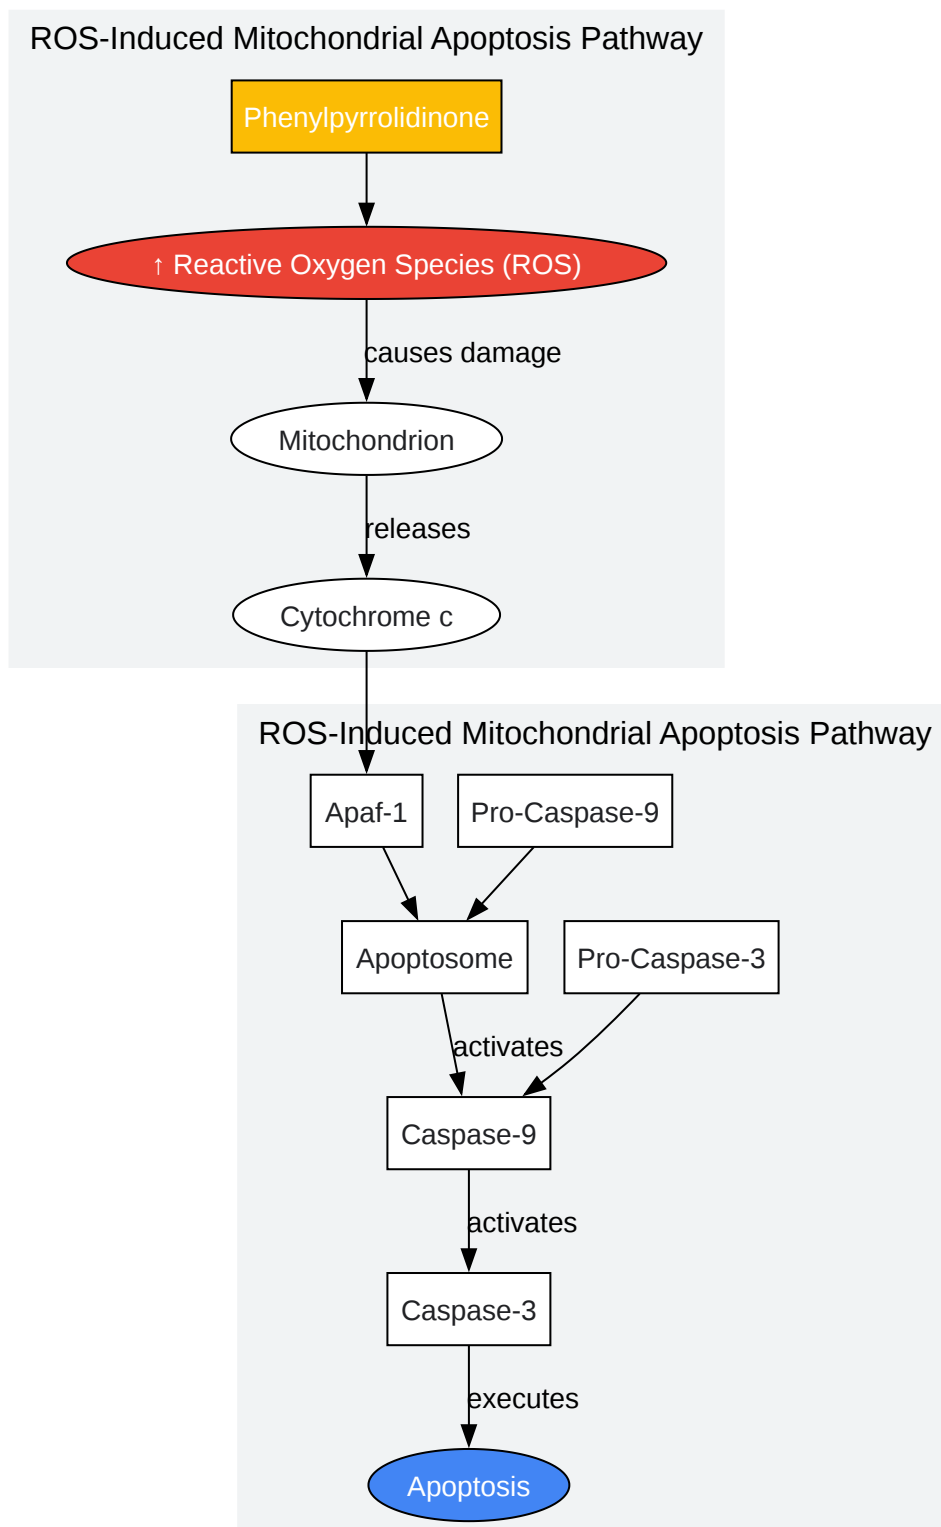 ROS-Induced Mitochondrial Apoptosis Pathway
Phenylpyrrolidinone
↑ Reactive Oxygen Species (ROS)
causes damage
Mitochondrion
releases
Cytochrome c
ROS-Induced Mitochondrial Apoptosis Pathway
Apaf-1
Pro-Caspase-9
Apoptosome
Pro-Caspase-3
activates
Caspase-9
activates
Caspase-3
executes
Apoptosis